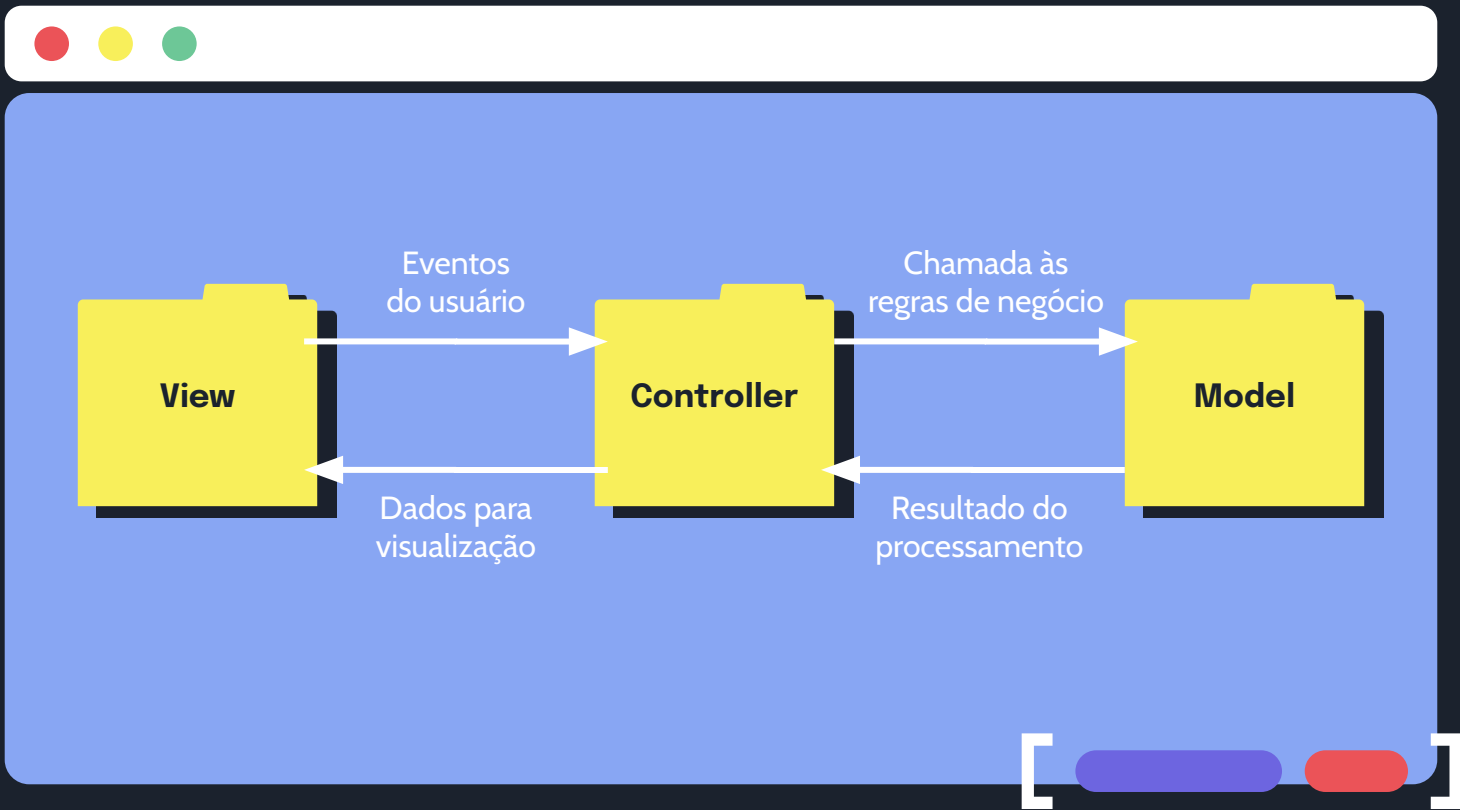 Eventos
do usuário
Chamada às
regras de negócio
View
Controller
Model
Dados para
visualização
Resultado do
processamento